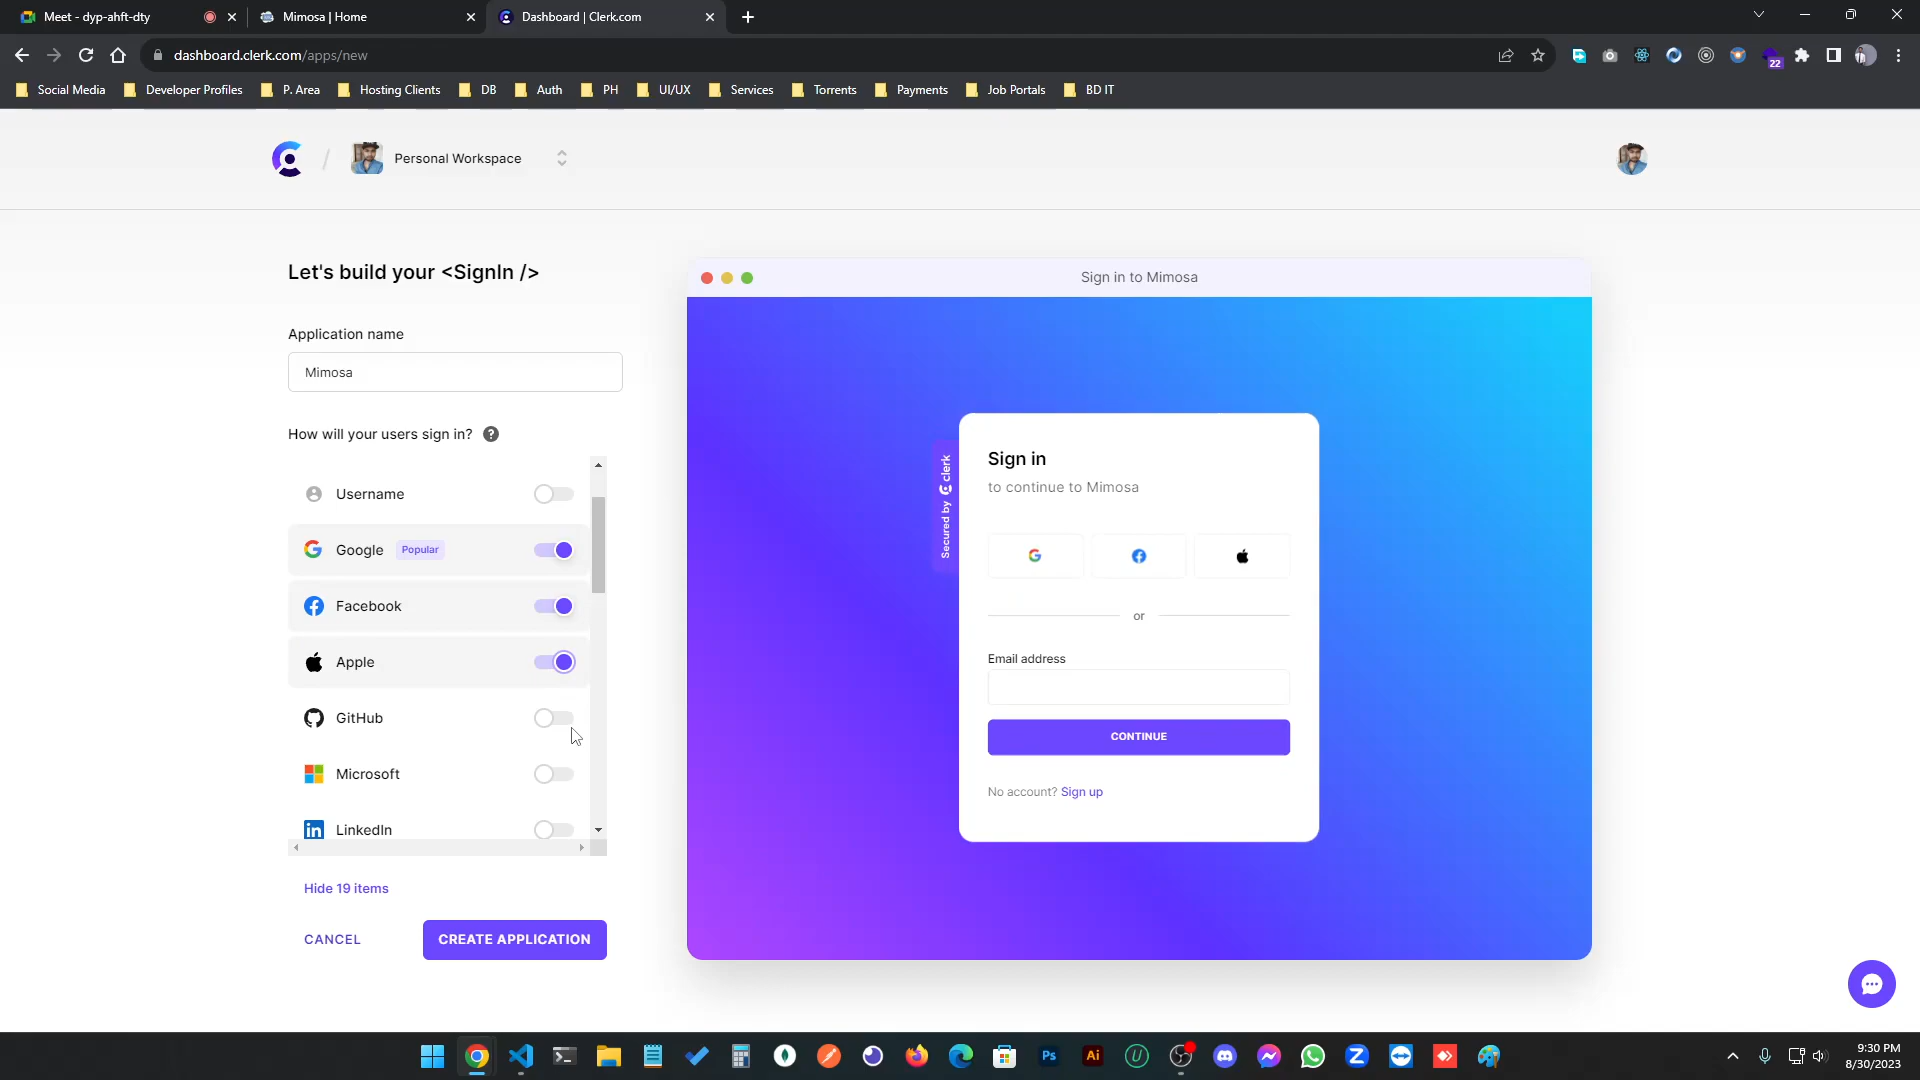 Meet - dyp-ahft-dty
Mimosa | Home
Dashboard | Clerk.com
dashboard.clerk.com/apps/new
22
Social Media
Developer Profiles
P. Area
Hosting Clients
DB
Auth
PH
UI/UX
Services
Torrents
Payments
Job Portals
BD IT
/
Personal Workspace
Let's build your <SignIn />
Application name
Mimosa
How will your users sign in? ?
Username
Google Popular
Facebook
Apple
GitHub
Microsoft
in LinkedIn
Hide 19 items
CANCEL
CREATE APPLICATION
Sign in to Mimosa
Secured by clerk
Sign in
to continue to Mimosa
or
Email address
CONTINUE
No account? Sign up
Ps
Ai
9:30 PM
8/30/2023